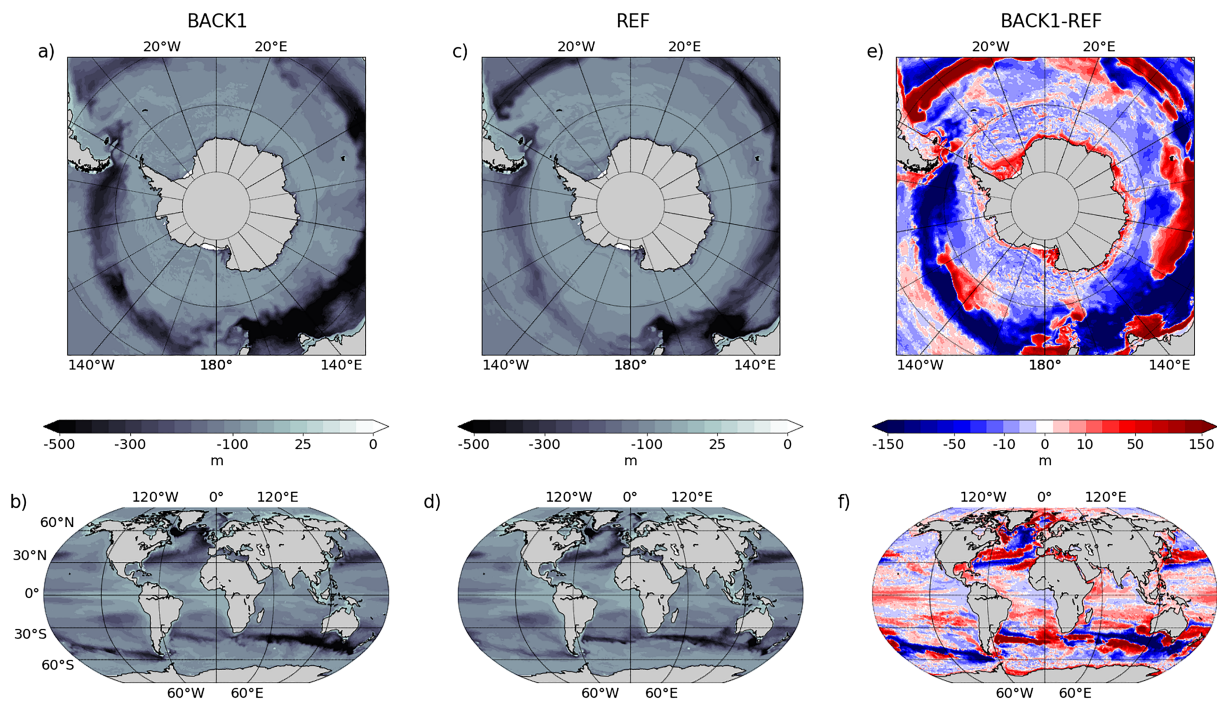 BACK1 REF BACK1-REF
a) 20°W 20°E c) 20°W 20°E e) 20°W 20°E
140°W 180° 140°E 140°W 180° 140°E 140°W 180° 140°E
-500 -300 -100 25 0 -500 -300 -100 25 0 -150 -50 -10 0 10 50 150
m m m
b) 120°W 0° 120°E d) 120°W 0° 120°E f) 120°W 0° 120°E
60°N
30°N
0°
30°S
60°S
60°W 60°E 60°W 60°E 60°W 60°E